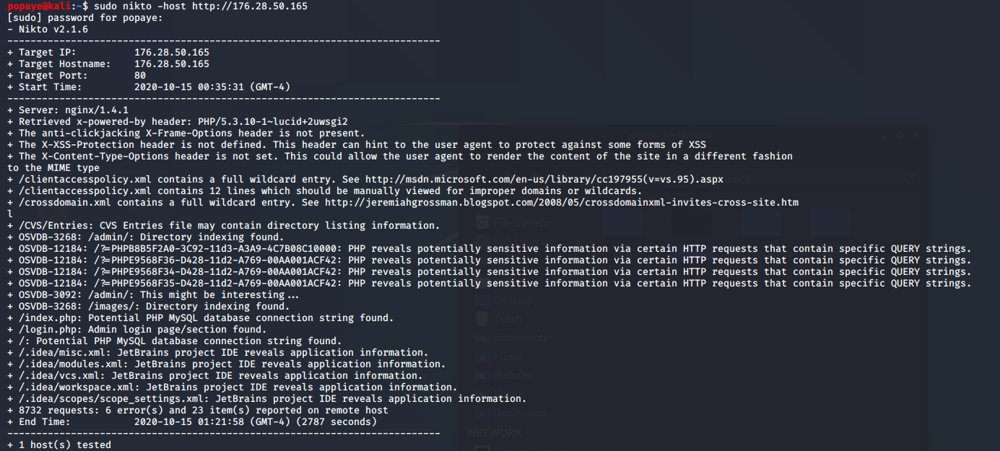 popaye@kali:~$ sudo nikto -host http://176.28.50.165
[sudo] password for popaye:
- Nikto v2.1.6
---------------------------------------------------------------------------
+ Target IP:          176.28.50.165
+ Target Hostname:    176.28.50.165
+ Target Port:        80
+ Start Time:         2020-10-15 00:35:31 (GMT-4)
---------------------------------------------------------------------------
+ Server: nginx/1.4.1
+ Retrieved x-powered-by header: PHP/5.3.10-1~lucid+2uwsgi2
+ The anti-clickjacking X-Frame-Options header is not present.
+ The X-XSS-Protection header is not defined. This header can hint to the user agent to protect against some forms of XSS
+ The X-Content-Type-Options header is not set. This could allow the user agent to render the content of the site in a different fashion
to the MIME type
+ /clientaccesspolicy.xml contains a full wildcard entry. See http://msdn.microsoft.com/en-us/library/cc197955(v=vs.95).aspx
+ /clientaccesspolicy.xml contains 12 lines which should be manually viewed for improper domains or wildcards.
+ /crossdomain.xml contains a full wildcard entry. See http://jeremiahgrossman.blogspot.com/2008/05/crossdomainxml-invites-cross-site.htm
l
+ /CVS/Entries: CVS Entries file may contain directory listing information.
+ OSVDB-3268: /admin/: Directory indexing found.
+ OSVDB-12184: /?=PHPB8B5F2A0-3C92-11d3-A3A9-4C7B08C10000: PHP reveals potentially sensitive information via certain HTTP requests that contain specific QUERY strings.
+ OSVDB-12184: /?=PHPE9568F36-D428-11d2-A769-00AA001ACF42: PHP reveals potentially sensitive information via certain HTTP requests that contain specific QUERY strings.
+ OSVDB-12184: /?=PHPE9568F34-D428-11d2-A769-00AA001ACF42: PHP reveals potentially sensitive information via certain HTTP requests that contain specific QUERY strings.
+ OSVDB-12184: /?=PHPE9568F35-D428-11d2-A769-00AA001ACF42: PHP reveals potentially sensitive information via certain HTTP requests that contain specific QUERY strings.
+ OSVDB-3092: /admin/: This might be interesting...
+ OSVDB-3268: /images/: Directory indexing found.
+ /index.php: Potential PHP MySQL database connection string found.
+ /login.php: Admin login page/section found.
+ /: Potential PHP MySQL database connection string found.
+ /.idea/misc.xml: JetBrains project IDE reveals application information.
+ /.idea/modules.xml: JetBrains project IDE reveals application information.
+ /.idea/vcs.xml: JetBrains project IDE reveals application information.
+ /.idea/workspace.xml: JetBrains project IDE reveals application information.
+ /.idea/scopes/scope_settings.xml: JetBrains project IDE reveals application information.
+ 8732 requests: 6 error(s) and 23 item(s) reported on remote host
+ End Time:           2020-10-15 01:21:58 (GMT-4) (2787 seconds)
---------------------------------------------------------------------------
+ 1 host(s) tested
File System
Desktop
Trash
Documents
Music
Pictures
Downloads
NETWORK